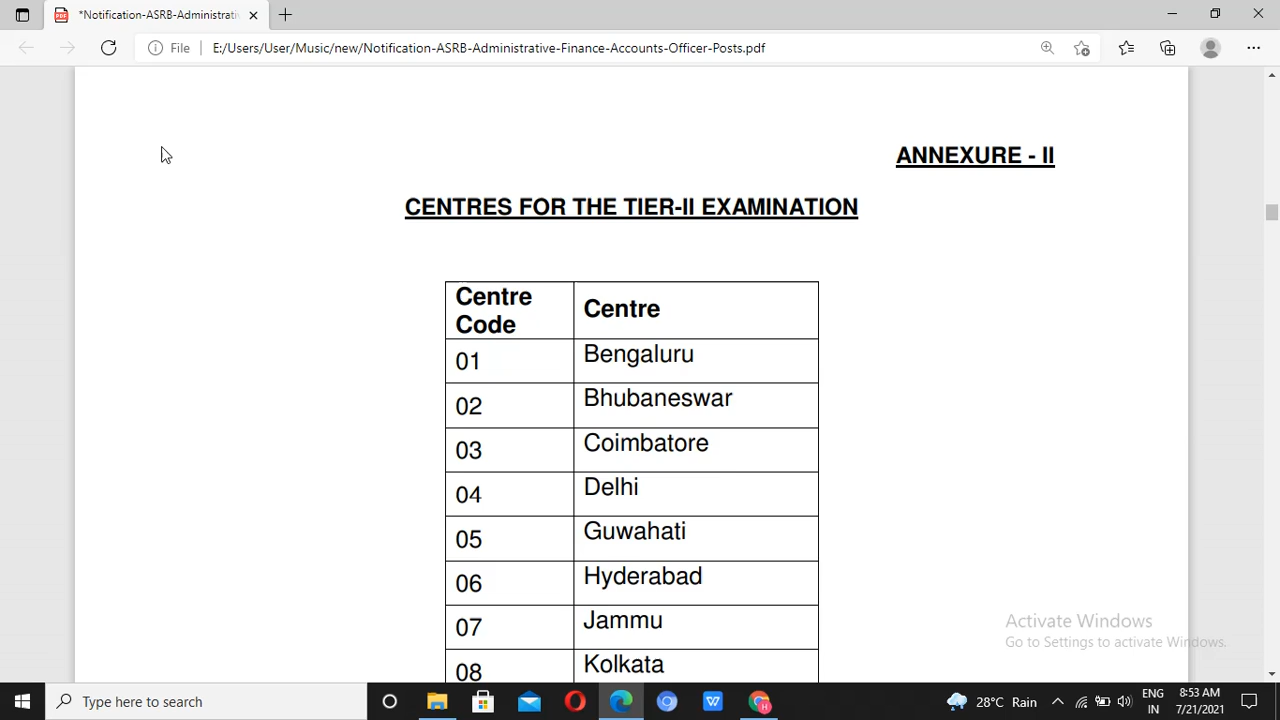 *Notification-ASRB-Administrati
File
E:/Users/User/Music/new/Notification-ASRB-Administrative-Finance-Accounts-Officer-Posts.pdf
ANNEXURE - II
CENTRES FOR THE TIER-II EXAMINATION
Centre Code Centre
01 Bengaluru
02 Bhubaneswar
03 Coimbatore
04 Delhi
05 Guwahati
06 Hyderabad
07 Jammu
08 Kolkata
Activate Windows
Go to Settings to activate Windows.
Type here to search
28°C Rain
ENG
IN
8:53 AM
7/21/2021